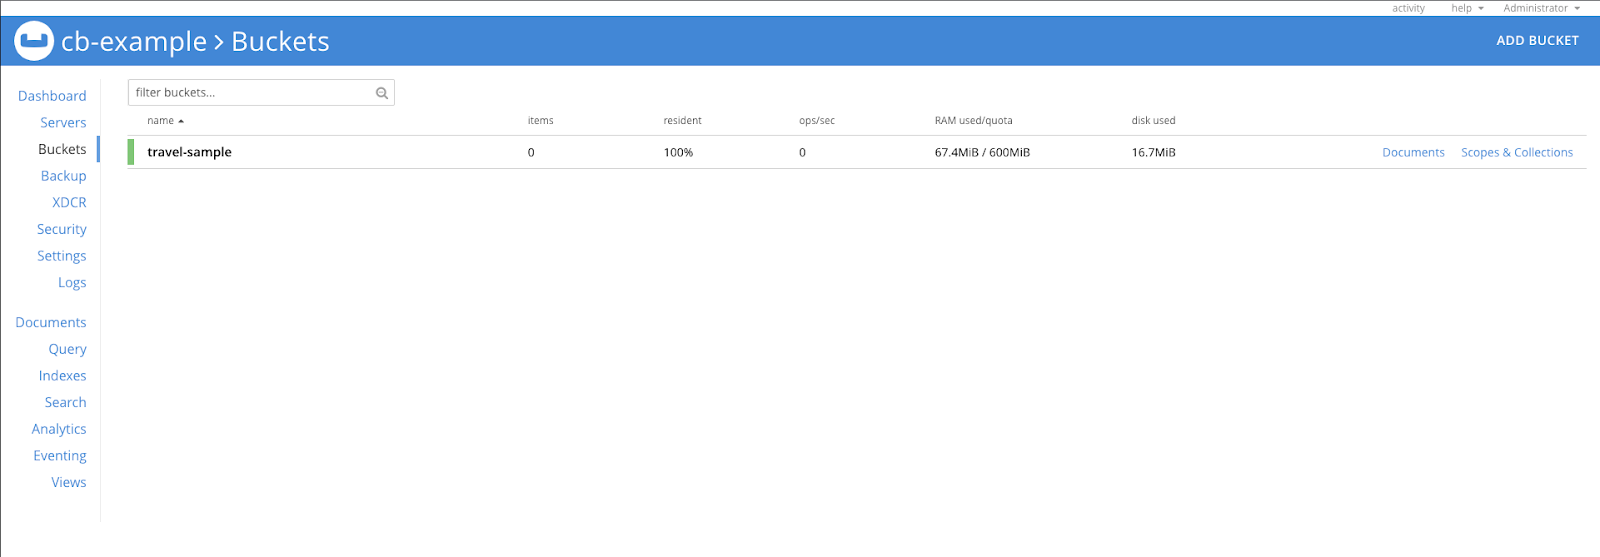 activity help Administrator
cb-example > Buckets ADD BUCKET
filter buckets...
name items resident ops/sec RAM used/quota disk used
travel-sample 0 100% 0 67.4MiB / 600MiB 16.7MiB Documents Scopes & Collections
Dashboard
Servers
Buckets
Backup
XDCR
Security
Settings
Logs
Documents
Query
Indexes
Search
Analytics
Eventing
Views